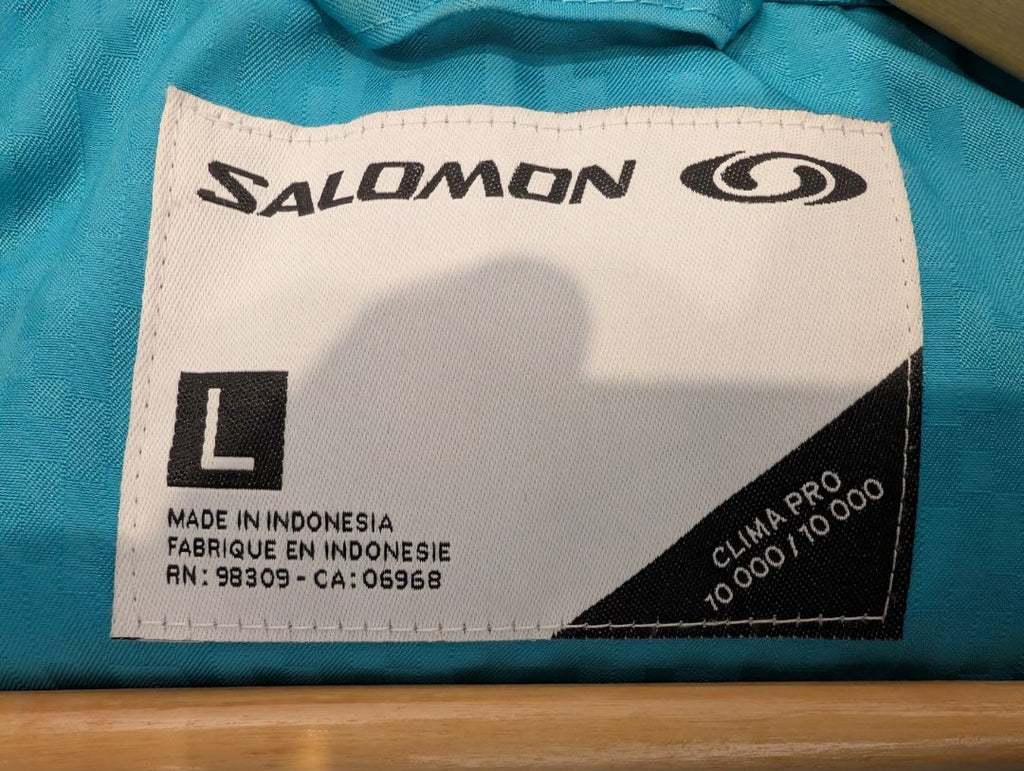 SALOMON
L
MADE IN INDONESIA
FABRIQUE EN INDONESIE
RN: 98309 - CA: 06968
CLIMA PRO
10 000 / 10 000